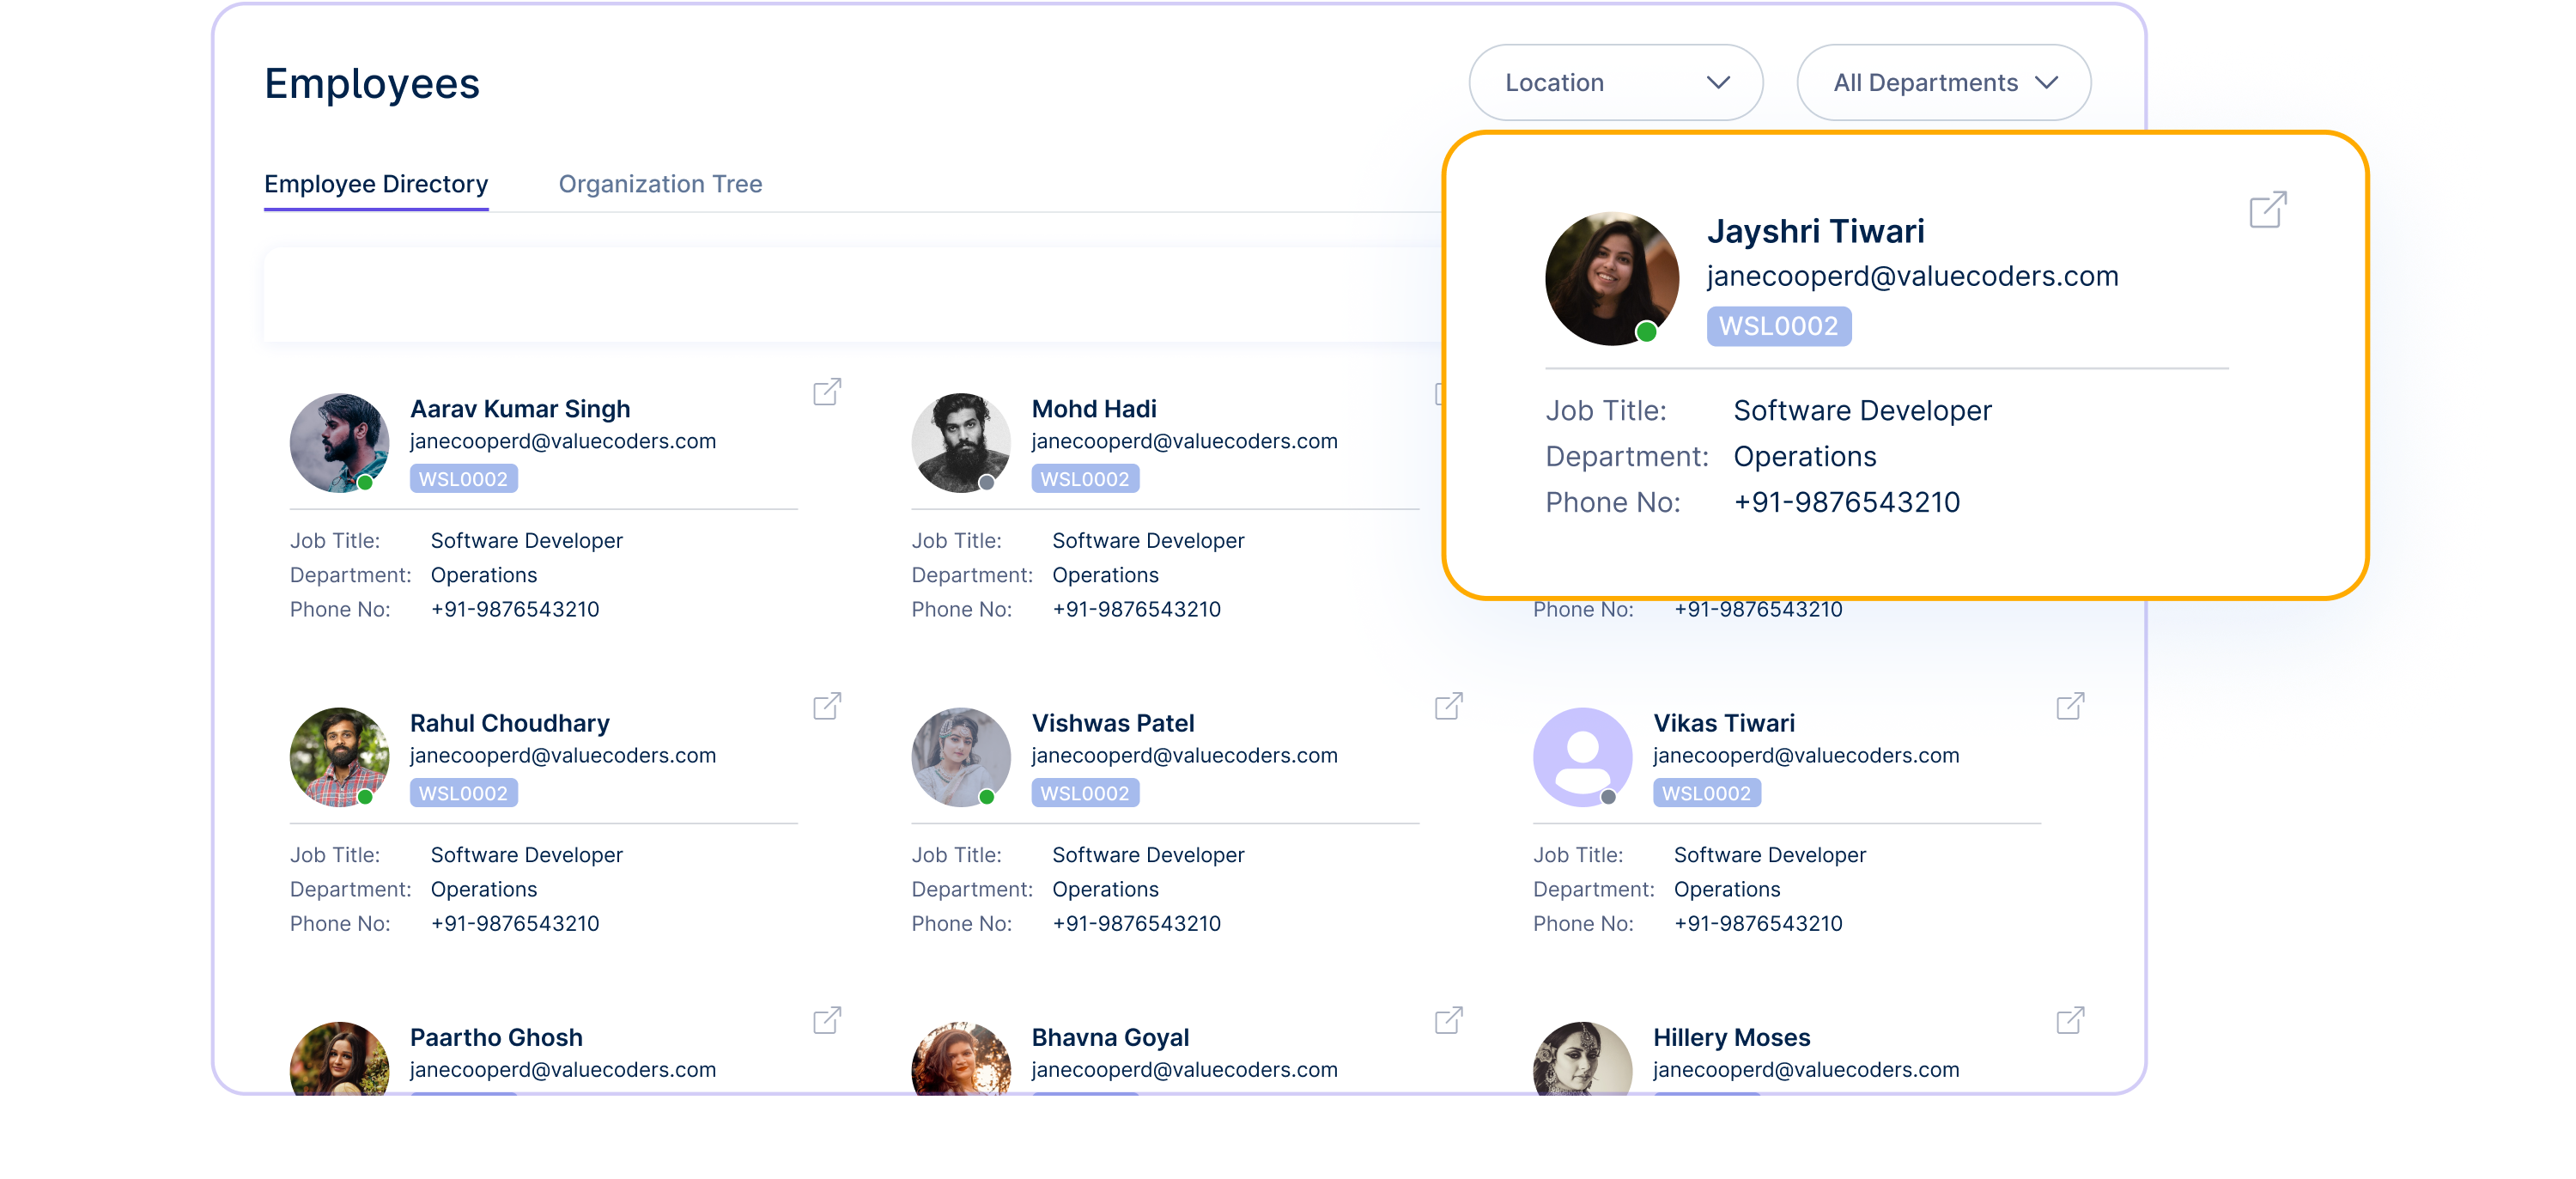 Employees
Location
All Departments
Employee Directory
Organization Tree
Jayshri Tiwari
janecooperd@valuecoders.com
WSL0002
Job Title: Software Developer
Department: Operations
Phone No: +91-9876543210
Aarav Kumar Singh
janecooperd@valuecoders.com
WSL0002
Job Title: Software Developer
Department: Operations
Phone No: +91-9876543210
Mohd Hadi
janecooperd@valuecoders.com
WSL0002
Job Title: Software Developer
Department: Operations
Phone No: +91-9876543210
Phone No: +91-9876543210
Rahul Choudhary
janecooperd@valuecoders.com
WSL0002
Job Title: Software Developer
Department: Operations
Phone No: +91-9876543210
Vishwas Patel
janecooperd@valuecoders.com
WSL0002
Job Title: Software Developer
Department: Operations
Phone No: +91-9876543210
Vikas Tiwari
janecooperd@valuecoders.com
WSL0002
Job Title: Software Developer
Department: Operations
Phone No: +91-9876543210
Paartho Ghosh
janecooperd@valuecoders.com
Bhavna Goyal
janecooperd@valuecoders.com
Hillery Moses
janecooperd@valuecoders.com